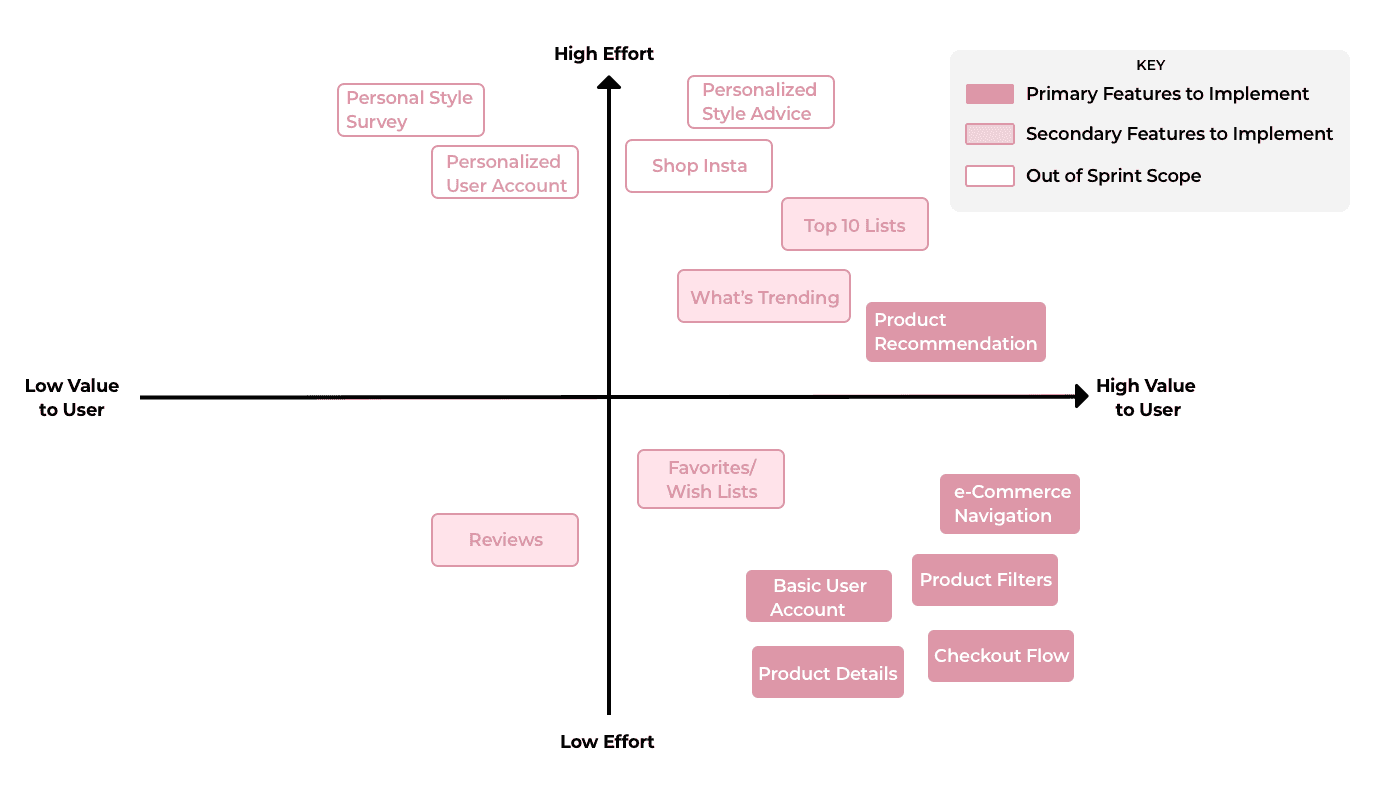 High Effort
KEY
Primary Features to Implement
Secondary Features to Implement
Out of Sprint Scope
Personal Style
Survey
Personalized
Style Advice
Personalized
User Account
Shop Insta
Top 10 Lists
What's Trending
Product
Recommendation
Low Value
to User
High Value
to User
Favorites/
Wish Lists
e-Commerce
Navigation
Reviews
Basic User
Account
Product Filters
Product Details
Checkout Flow
Low Effort